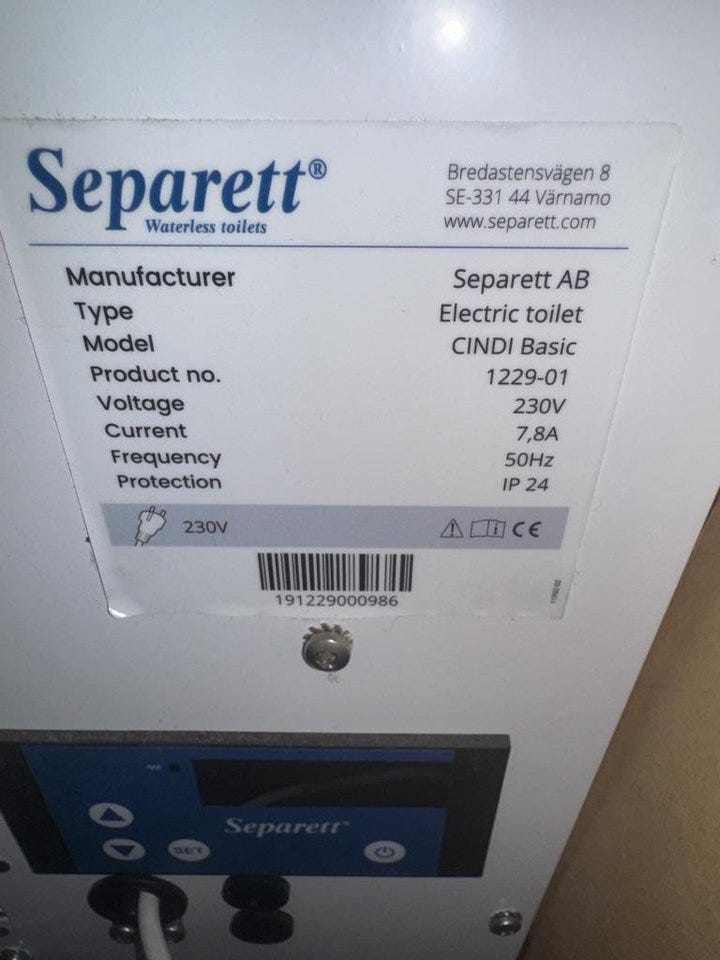 Separett®
Waterless toilets
Bredastensvägen 8
SE-331 44 Värnamo
www.separett.com
Manufacturer Separett AB
Type Electric toilet
Model CINDI Basic
Product no. 1229-01
Voltage 230V
Current 7,8A
Frequency 50Hz
Protection IP 24
230V i CE
191229000986
Separett
SET